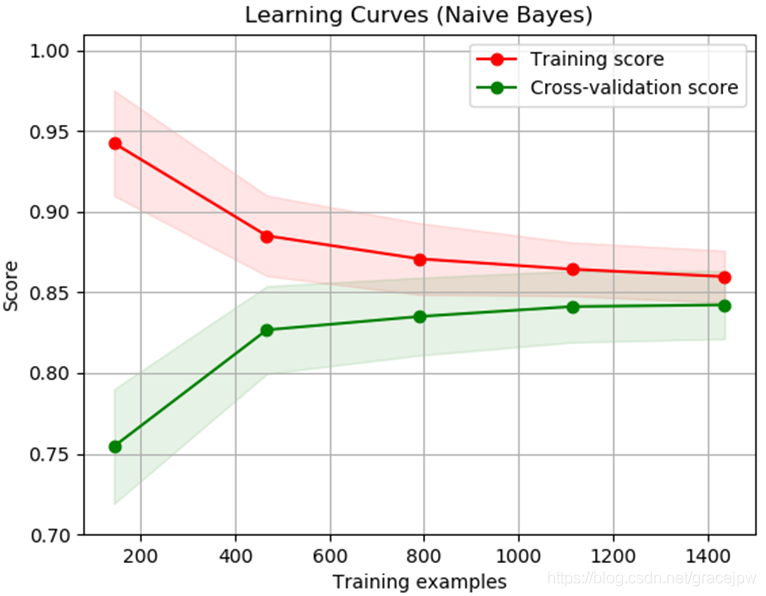 Learning Curves (Naive Bayes)
1.00
0.95
0.90
0.85
0.80
0.75
0.70
Score
Training score
Cross-validation score
200
400
600
800
1000
1200
1400
Training examples
https://blog.csdn.net/gracejpw